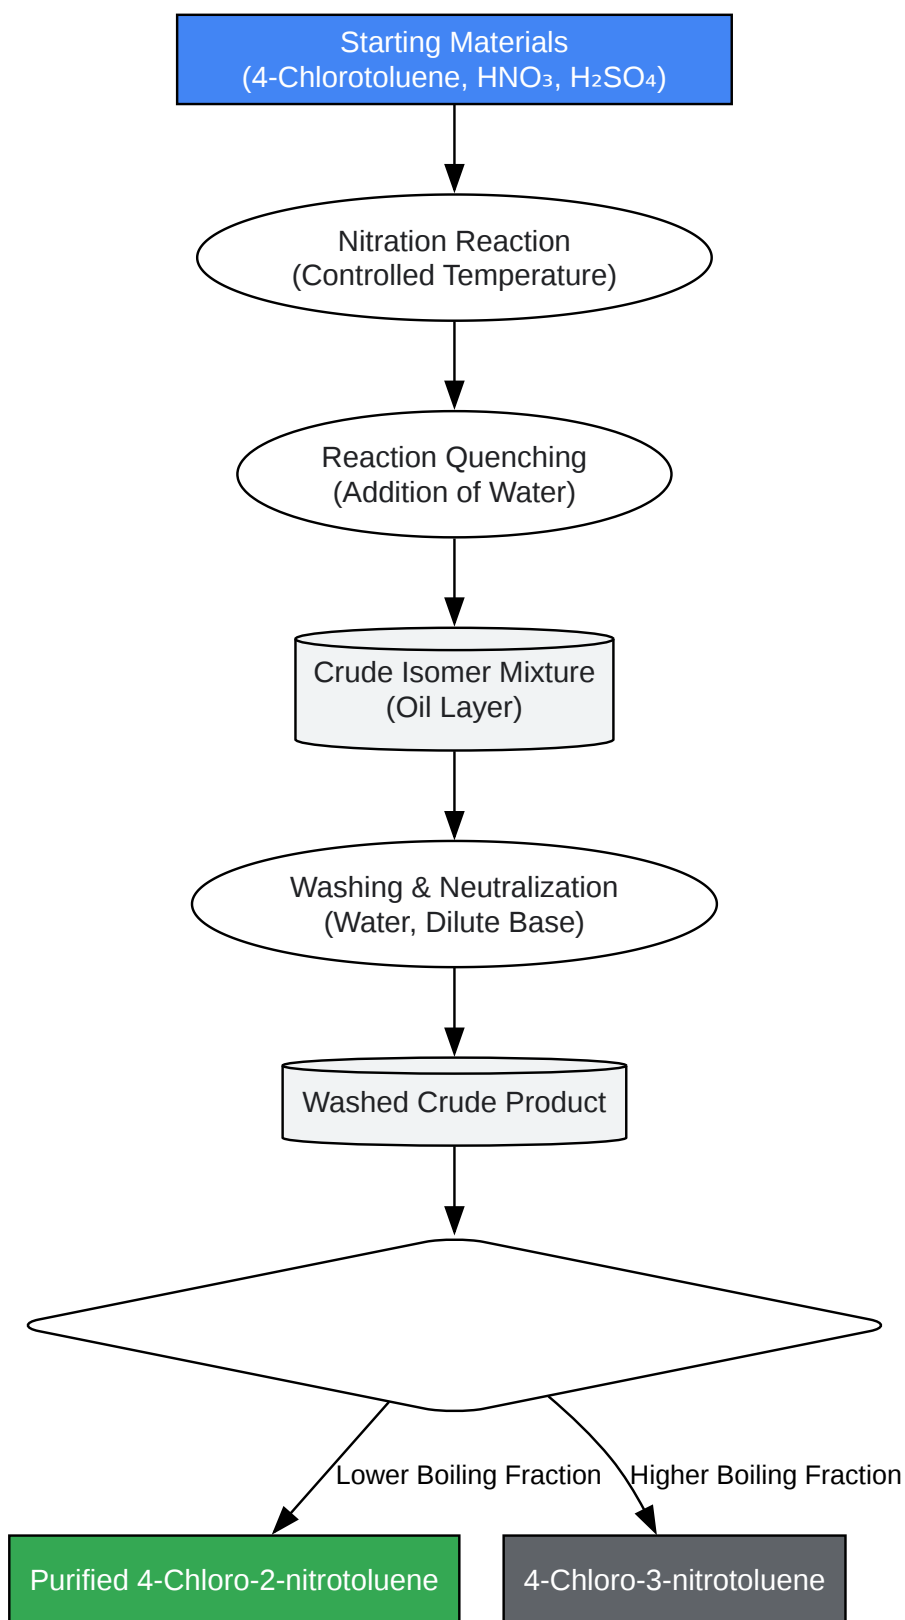 Starting Materials
(4-Chlorotoluene, HNO₃, H₂SO₄)
Nitration Reaction
(Controlled Temperature)
Reaction Quenching
(Addition of Water)
Crude Isomer Mixture
(Oil Layer)
Washing & Neutralization
(Water, Dilute Base)
Washed Crude Product
Lower Boiling Fraction
Higher Boiling Fraction
Purified 4-Chloro-2-nitrotoluene
4-Chloro-3-nitrotoluene